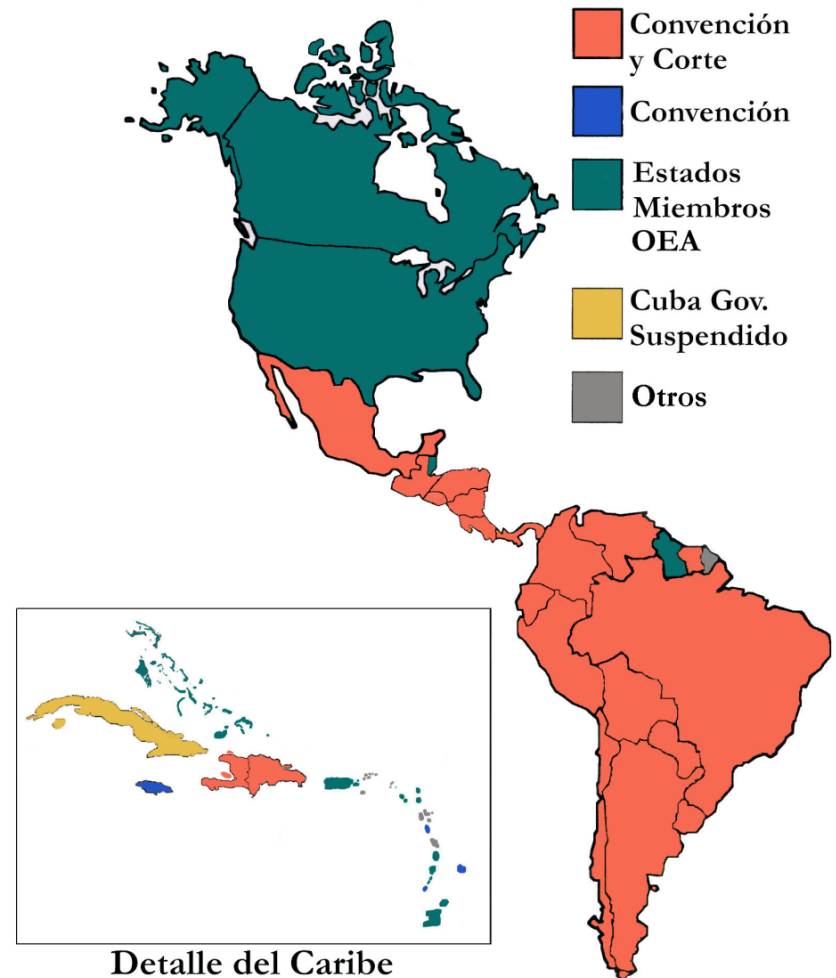 Convención
y Corte
Convención
Estados
Miembros
OEA
Cuba Gov.
Suspendido
Otros
Detalle del Caribe